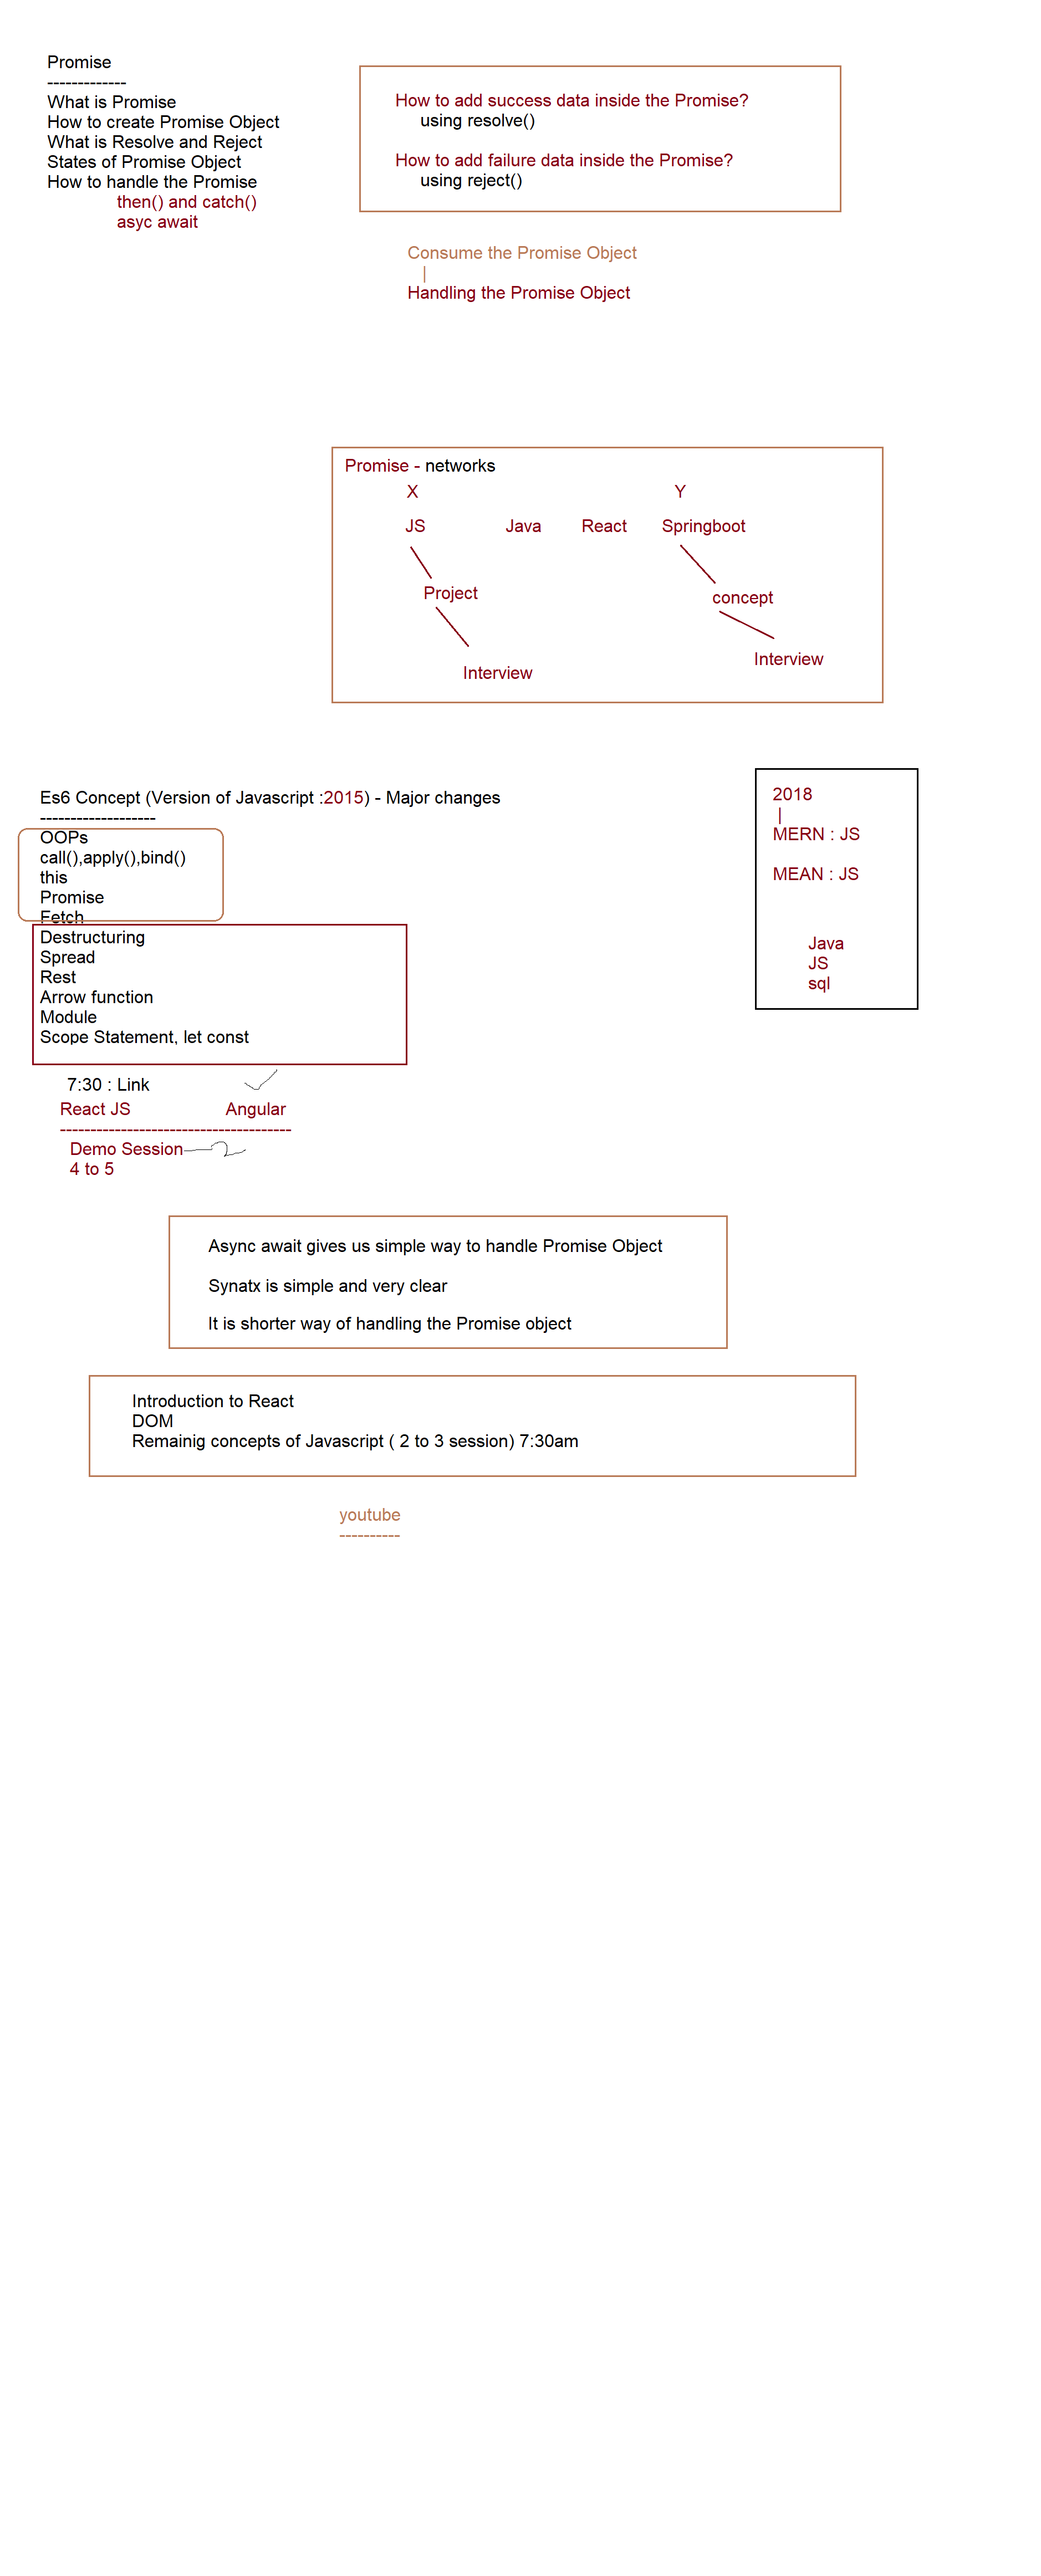 Promise
-------------
What is Promise
How to create Promise Object
What is Resolve and Reject
States of Promise Object
How to handle the Promise
then() and catch()
asyc await
How to add success data inside the Promise?
using resolve()
How to add failure data inside the Promise?
using reject()
Consume the Promise Object
|
Handling the Promise Object
Promise - networks
X Y
JS Java React Springboot
Project concept
Interview Interview
Es6 Concept (Version of Javascript :2015) - Major changes
-------------------
OOPs
call(),apply(),bind()
this
Promise
Fetch
Destructuring
Spread
Rest
Arrow function
Module
Scope Statement, let const
2018
|
MERN : JS
MEAN : JS
Java
JS
sql
7:30 : Link
React JS Angular
--------------------------------------
Demo Session
4 to 5
Async await gives us simple way to handle Promise Object
Synatx is simple and very clear
It is shorter way of handling the Promise object
Introduction to React
DOM
Remainig concepts of Javascript ( 2 to 3 session) 7:30am
youtube
----------